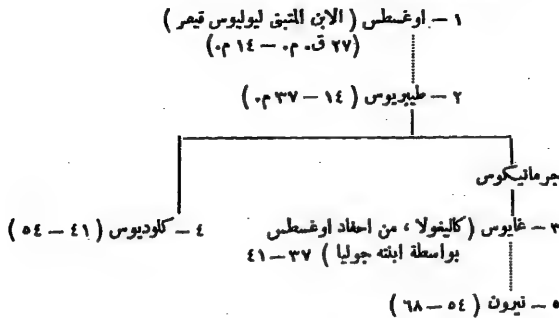 ١ – اوغسطس ( الابن المتبنى ليوليوس قيصر )
(٢٧ ق. م. – ١٤ م.)
٢ – طيبريوس ( ١٤ – ٣٧ م. )
جرمانيكوس
٣ – غايوس ( كاليغولا ، من احفاد اوغسطس
بواسطة ابنته جوليا ) ٣٧–٤١
٤ – كلوديوس ( ٤١ – ٥٤ )
٥ – نيرون ( ٥٤ – ٦٨ )